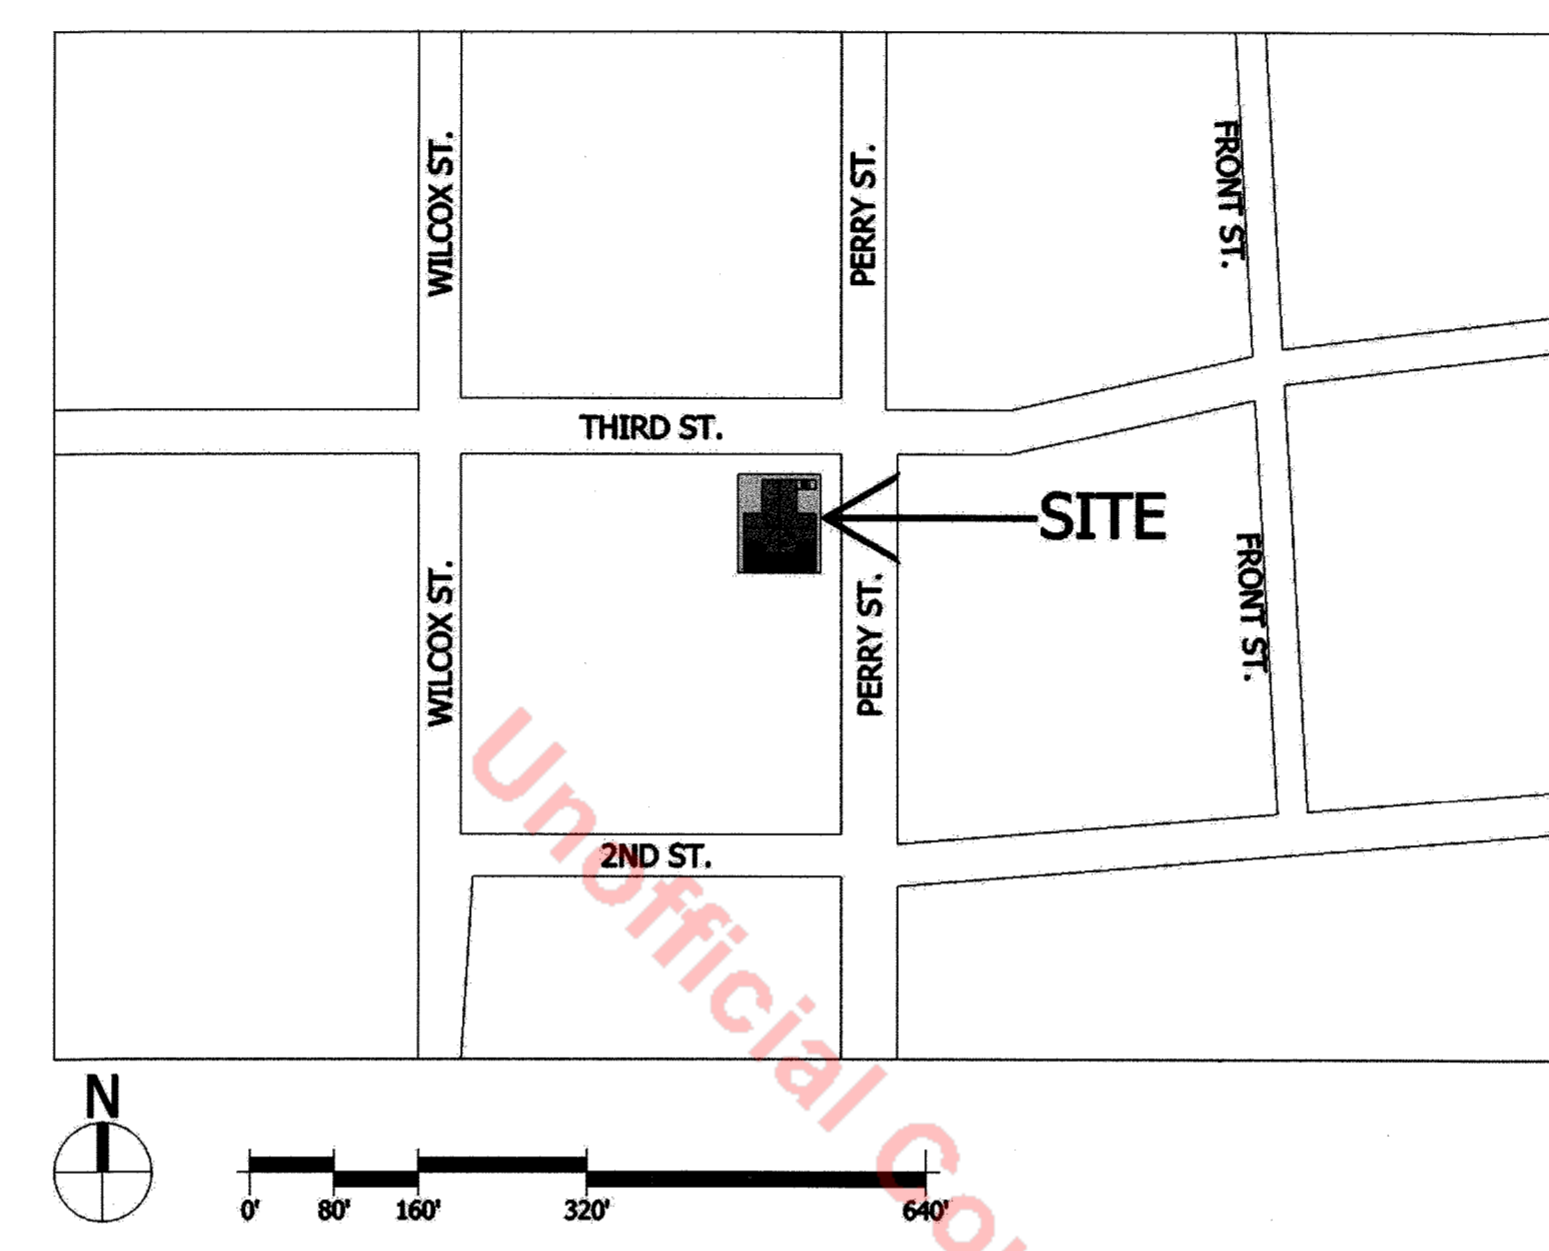 WILCOX ST.
PERRY ST.
FRONT ST.
THIRD ST.
SITE
WILCOX ST.
PERRY ST.
FRONT ST.
2ND ST.
Unofficial Cop
N
0' 80' 160' 320' 640'